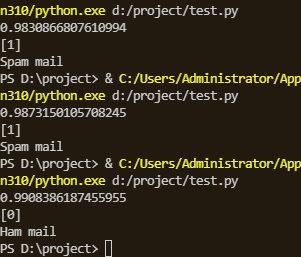 n310/python.exe d:/project/test.py
0.9830866807610994
[1]
Spam mail
PS D:\project> & C:/Users/Administrator/App
n310/python.exe d:/project/test.py
0.9873150105708245
[1]
Spam mail
PS D:\project> & C:/Users/Administrator/App
n310/python.exe d:/project/test.py
0.9908386187455955
[0]
Ham mail
PS D:\project>